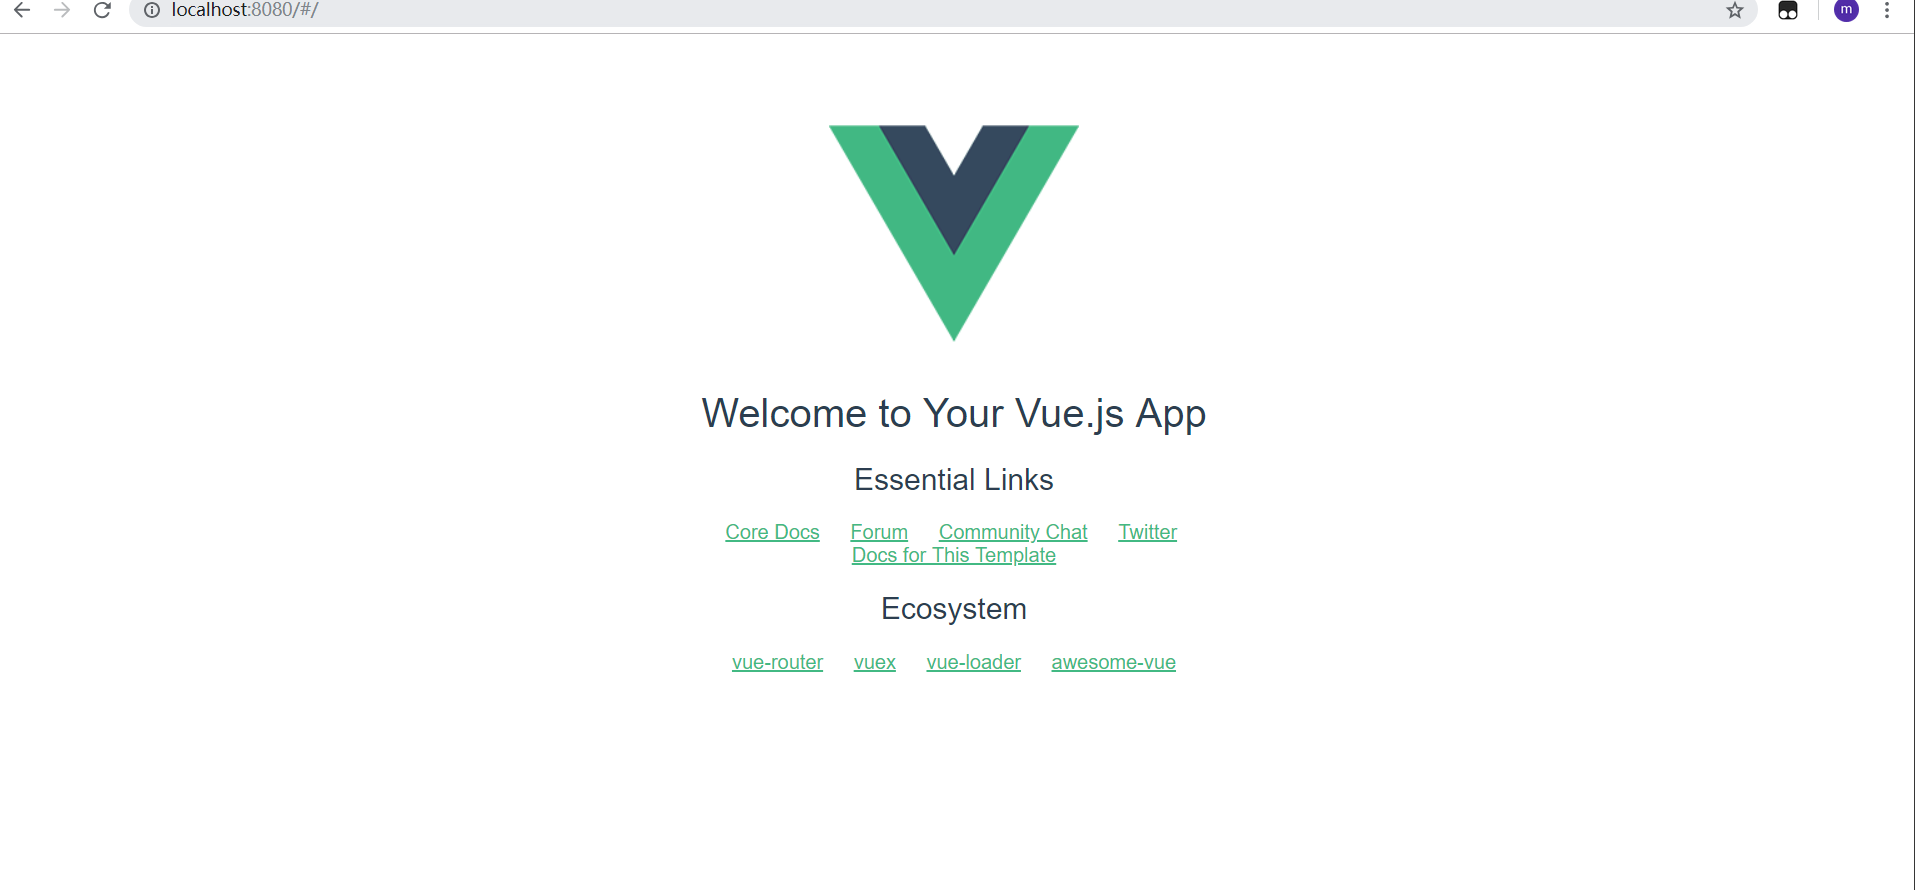 localhost:8080/#/
m
Welcome to Your Vue.js App
Essential Links
Core Docs Forum Community Chat Twitter
Docs for This Template
Ecosystem
vue-router vuex vue-loader awesome-vue